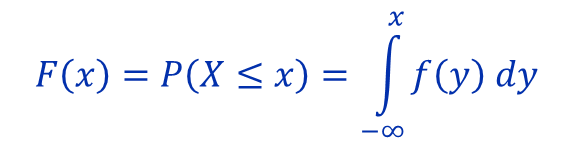 F(x) = P(X ≤ x) = ∫_{-∞}^{x} f(y) dy